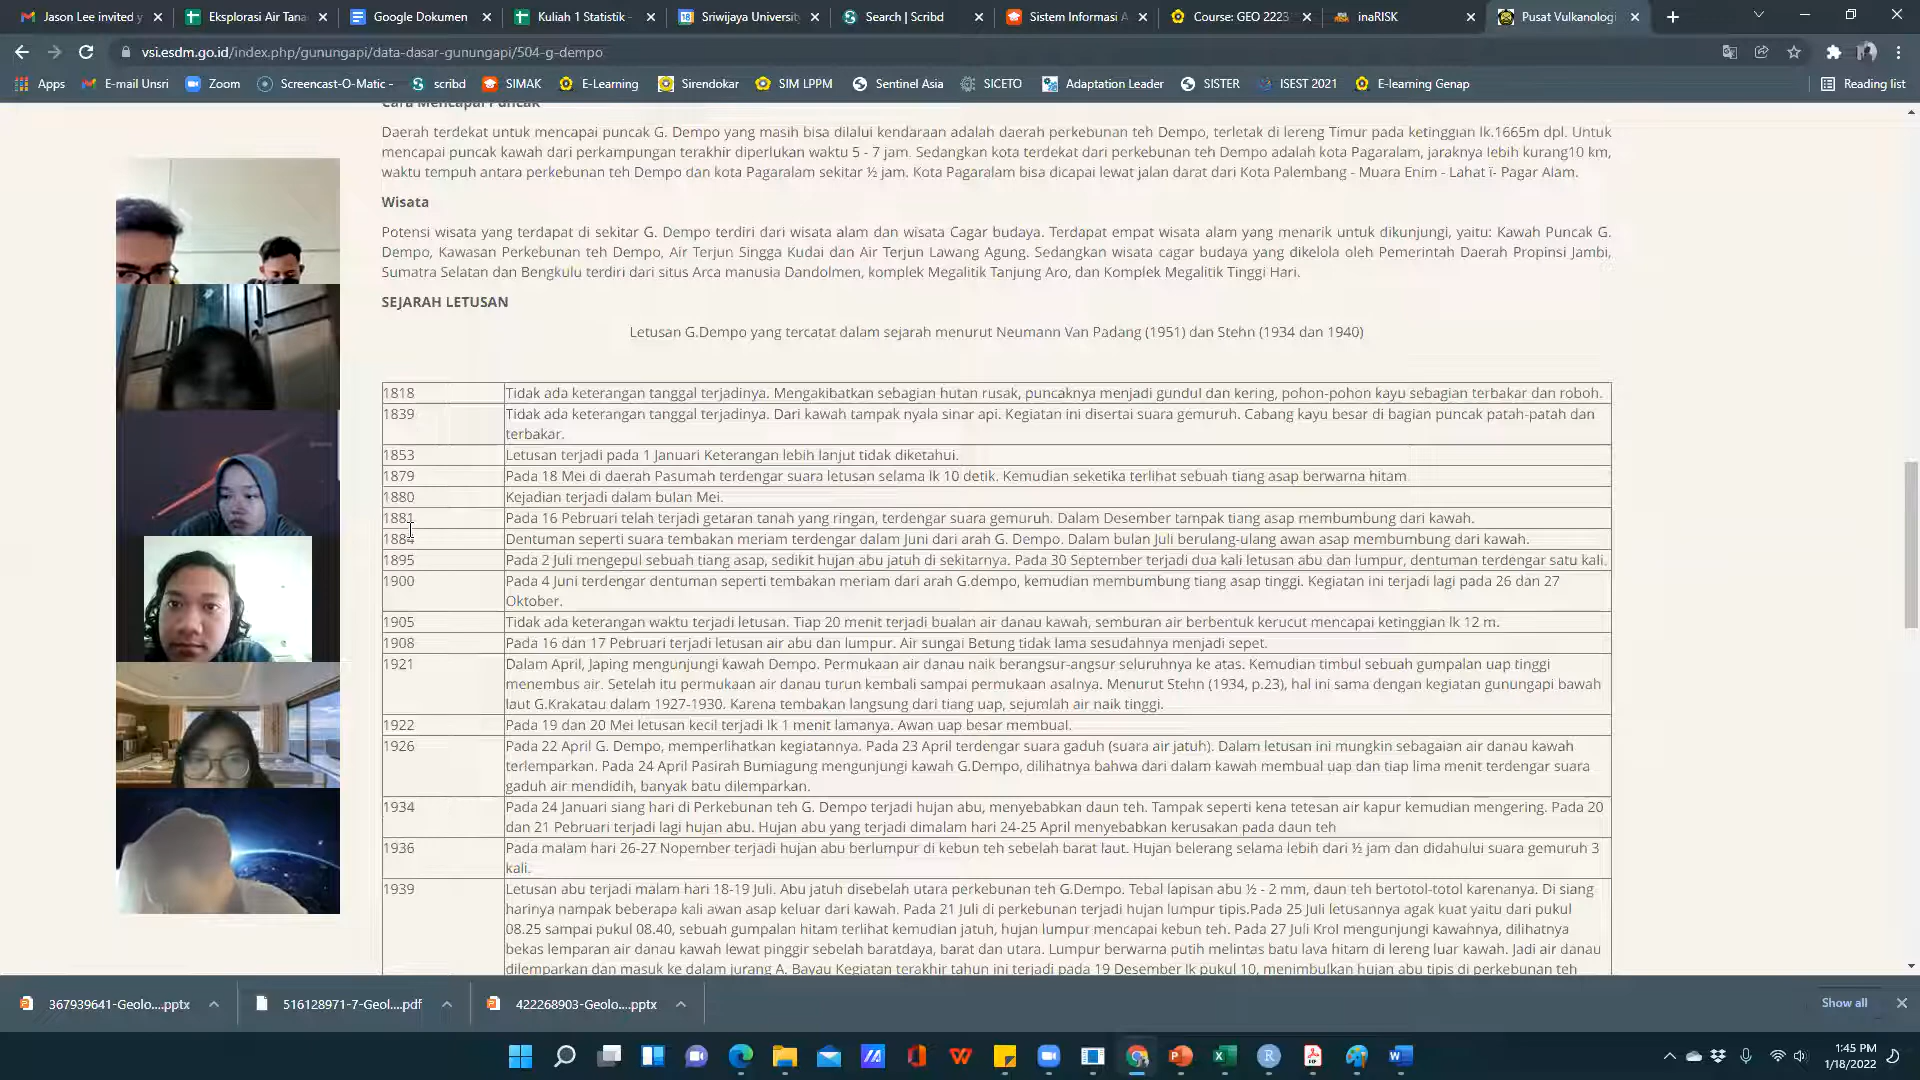 Jason Lee invited y
Eksplorasi Air Tana
Google Dokumen
Kuliah 1 Statistik -
Sriwijaya Universit
Search | Scribd
Sistem Informasi A
Course: GEO 2223
inaRISK
Pusat Vulkanologi
vsi.esdm.go.id/index.php/gunungapi/data-dasar-gunungapi/504-g-dempo
Apps
E-mail Unsri
Zoom
Screencast-O-Matic -
scribd
SIMAK
E-Learning
Sirendokar
SIM LPPM
Sentinel Asia
SICETO
Adaptation Leader
SISTER
ISEST 2021
E-learning Genap
Reading list
Cara Mencapai Puncak
Daerah terdekat untuk mencapai puncak G. Dempo yang masih bisa dilalui kendaraan adalah daerah perkebunan teh Dempo, terletak di lereng Timur pada ketinggian lk.1665m dpl. Untuk
mencapai puncak kawah dari perkampungan terakhir diperlukan waktu 5 - 7 jam. Sedangkan kota terdekat dari perkebunan teh Dempo adalah kota Pagaralam, jaraknya lebih kurang10 km,
waktu tempuh antara perkebunan teh Dempo dan kota Pagaralam sekitar ½ jam. Kota Pagaralam bisa dicapai lewat jalan darat dari Kota Palembang - Muara Enim - Lahat ï- Pagar Alam.
Wisata
Potensi wisata yang terdapat di sekitar G. Dempo terdiri dari wisata alam dan wisata Cagar budaya. Terdapat empat wisata alam yang menarik untuk dikunjungi, yaitu: Kawah Puncak G.
Dempo, Kawasan Perkebunan teh Dempo, Air Terjun Singga Kudai dan Air Terjun Lawang Agung. Sedangkan wisata cagar budaya yang dikelola oleh Pemerintah Daerah Propinsi Jambi,
Sumatra Selatan dan Bengkulu terdiri dari situs Arca manusia Dandolmen, komplek Megalitik Tanjung Aro, dan Komplek Megalitik Tinggi Hari.
SEJARAH LETUSAN
Letusan G.Dempo yang tercatat dalam sejarah menurut Neumann Van Padang (1951) dan Stehn (1934 dan 1940)
1818 Tidak ada keterangan tanggal terjadinya. Mengakibatkan sebagian hutan rusak, puncaknya menjadi gundul dan kering, pohon-pohon kayu sebagian terbakar dan roboh.
1839 Tidak ada keterangan tanggal terjadinya. Dari kawah tampak nyala sinar api. Kegiatan ini disertai suara gemuruh. Cabang kayu besar di bagian puncak patah-patah dan
terbakar.
1853 Letusan terjadi pada 1 Januari Keterangan lebih lanjut tidak diketahui.
1879 Pada 18 Mei di daerah Pasumah terdengar suara letusan selama lk 10 detik. Kemudian seketika terlihat sebuah tiang asap berwarna hitam.
1880 Kejadian terjadi dalam bulan Mei.
1881 Pada 16 Pebruari telah terjadi getaran tanah yang ringan, terdengar suara gemuruh. Dalam Desember tampak tiang asap membumbung dari kawah.
1884 Dentuman seperti suara tembakan meriam terdengar dalam Juni dari arah G. Dempo. Dalam bulan Juli berulang-ulang awan asap membumbung dari kawah.
1895 Pada 2 Juli mengepul sebuah tiang asap, sedikit hujan abu jatuh di sekitarnya. Pada 30 September terjadi dua kali letusan abu dan lumpur, dentuman terdengar satu kali.
1900 Pada 4 Juni terdengar dentuman seperti tembakan meriam dari arah G.dempo, kemudian membumbung tiang asap tinggi. Kegiatan ini terjadi lagi pada 26 dan 27
Oktober.
1905 Tidak ada keterangan waktu terjadi letusan. Tiap 20 menit terjadi bualan air danau kawah, semburan air berbentuk kerucut mencapai ketinggian lk 12 m.
1908 Pada 16 dan 17 Pebruari terjadi letusan air abu dan lumpur. Air sungai Betung tidak lama sesudahnya menjadi sepet.
1921 Dalam April, Japing mengunjungi kawah Dempo. Permukaan air danau naik berangsur-angsur seluruhnya ke atas. Kemudian timbul sebuah gumpalan uap tinggi
menembus air. Setelah itu permukaan air danau turun kembali sampai permukaan asalnya. Menurut Stehn (1934, p.23), hal ini sama dengan kegiatan gunungapi bawah
laut G.Krakatau dalam 1927-1930. Karena tembakan langsung dari tiang uap, sejumlah air naik tinggi.
1922 Pada 19 dan 20 Mei letusan kecil terjadi lk 1 menit lamanya. Awan uap besar membual.
1926 Pada 22 April G. Dempo, memperlihatkan kegiatannya. Pada 23 April terdengar suara gaduh (suara air jatuh). Dalam letusan ini mungkin sebagaian air danau kawah
terlemparkan. Pada 24 April Pasirah Bumiagung mengunjungi kawah G.Dempo, dilihatnya bahwa dari dalam kawah membual uap dan tiap lima menit terdengar suara
gaduh air mendidih, banyak batu dilemparkan.
1934 Pada 24 Januari siang hari di Perkebunan teh G. Dempo terjadi hujan abu, menyebabkan daun teh. Tampak seperti kena tetesan air kapur kemudian mengering. Pada 20
dan 21 Pebruari terjadi lagi hujan abu. Hujan abu yang terjadi dimalam hari 24-25 April menyebabkan kerusakan pada daun teh
1936 Pada malam hari 26-27 Nopember terjadi hujan abu berlumpur di kebun teh sebelah barat laut. Hujan belerang selama lebih dari ½ jam dan didahului suara gemuruh 3
kali.
1939 Letusan abu terjadi malam hari 18-19 Juli. Abu jatuh disebelah utara perkebunan teh G.Dempo. Tebal lapisan abu ½ - 2 mm, daun teh bertotol-totol karenanya. Di siang
harinya nampak beberapa kali awan asap keluar dari kawah. Pada 21 Juli di perkebunan terjadi hujan lumpur tipis.Pada 25 Juli letusannya agak kuat yaitu dari pukul
08.25 sampai pukul 08.40, sebuah gumpalan hitam terlihat kemudian jatuh, hujan lumpur mencapai kebun teh. Pada 27 Juli Krol mengunjungi kawahnya, dilihatnya
bekas lemparan air danau kawah lewat pinggir sebelah baratdaya, barat dan utara. Lumpur berwarna putih melintas batu lava hitam di lereng luar kawah. Jadi air danau
dilemparkan dan masuk ke dalam jurang A. Bayau Kegiatan terakhir tahun ini terjadi pada 19 Desember lk pukul 10, menimbulkan hujan abu tipis di perkebunan teh
367939641-Geolo....pptx
516128971-7-Geol....pdf
422268903-Geolo....pptx
Show all
1:45 PM
1/18/2022